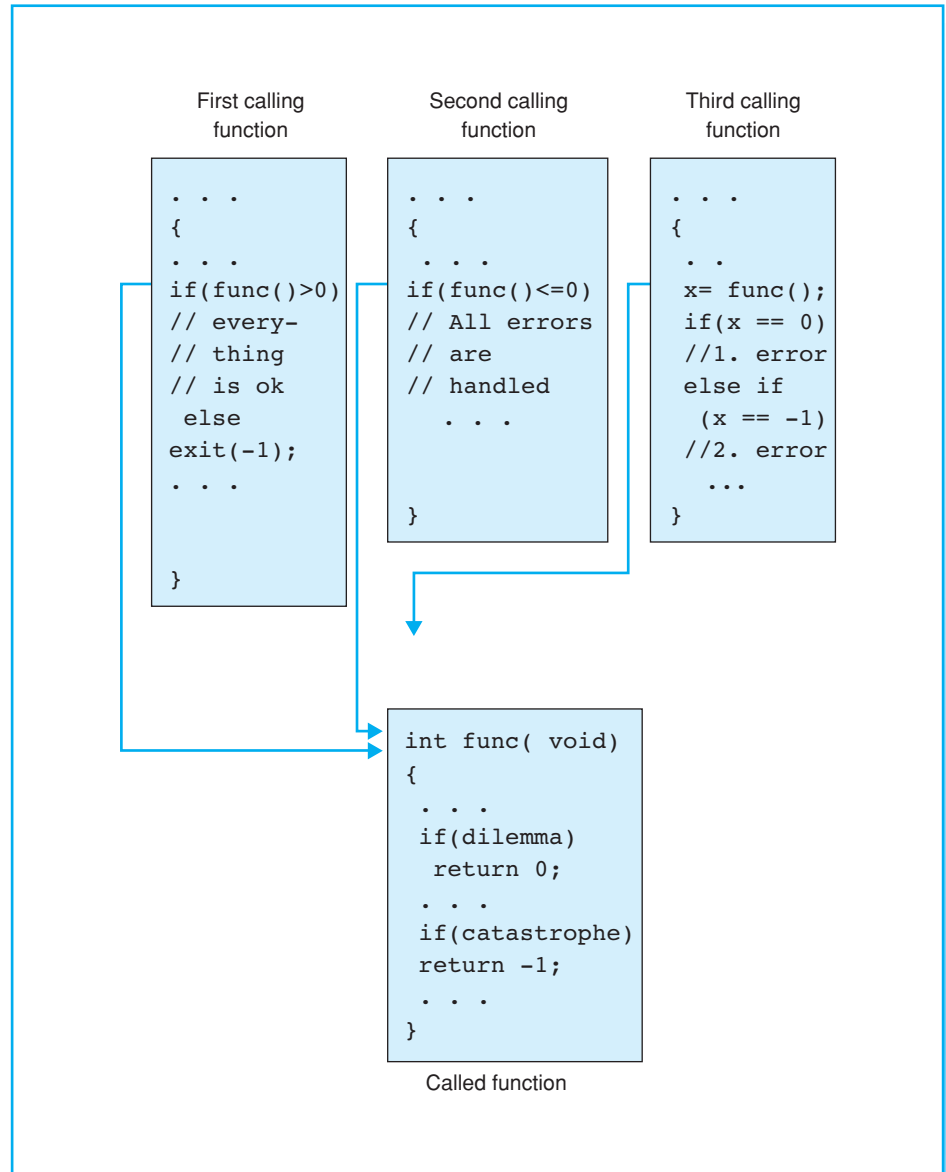 First calling
function
. . .
{
. . .
if(func()>0)
// every-
// thing
// is ok
else
exit(-1);
. . .
}
Second calling
function
. . .
{
. . .
if(func()<=0)
// All errors
// are
// handled
. . .
}
Third calling
function
. . .
{
. .
x= func();
if(x == 0)
//1. error
else if
(x == -1)
//2. error
...
}
int func( void)
{
. . .
if(dilemma)
return 0;
. . .
if(catastrophe)
return -1;
. . .
}
Called function